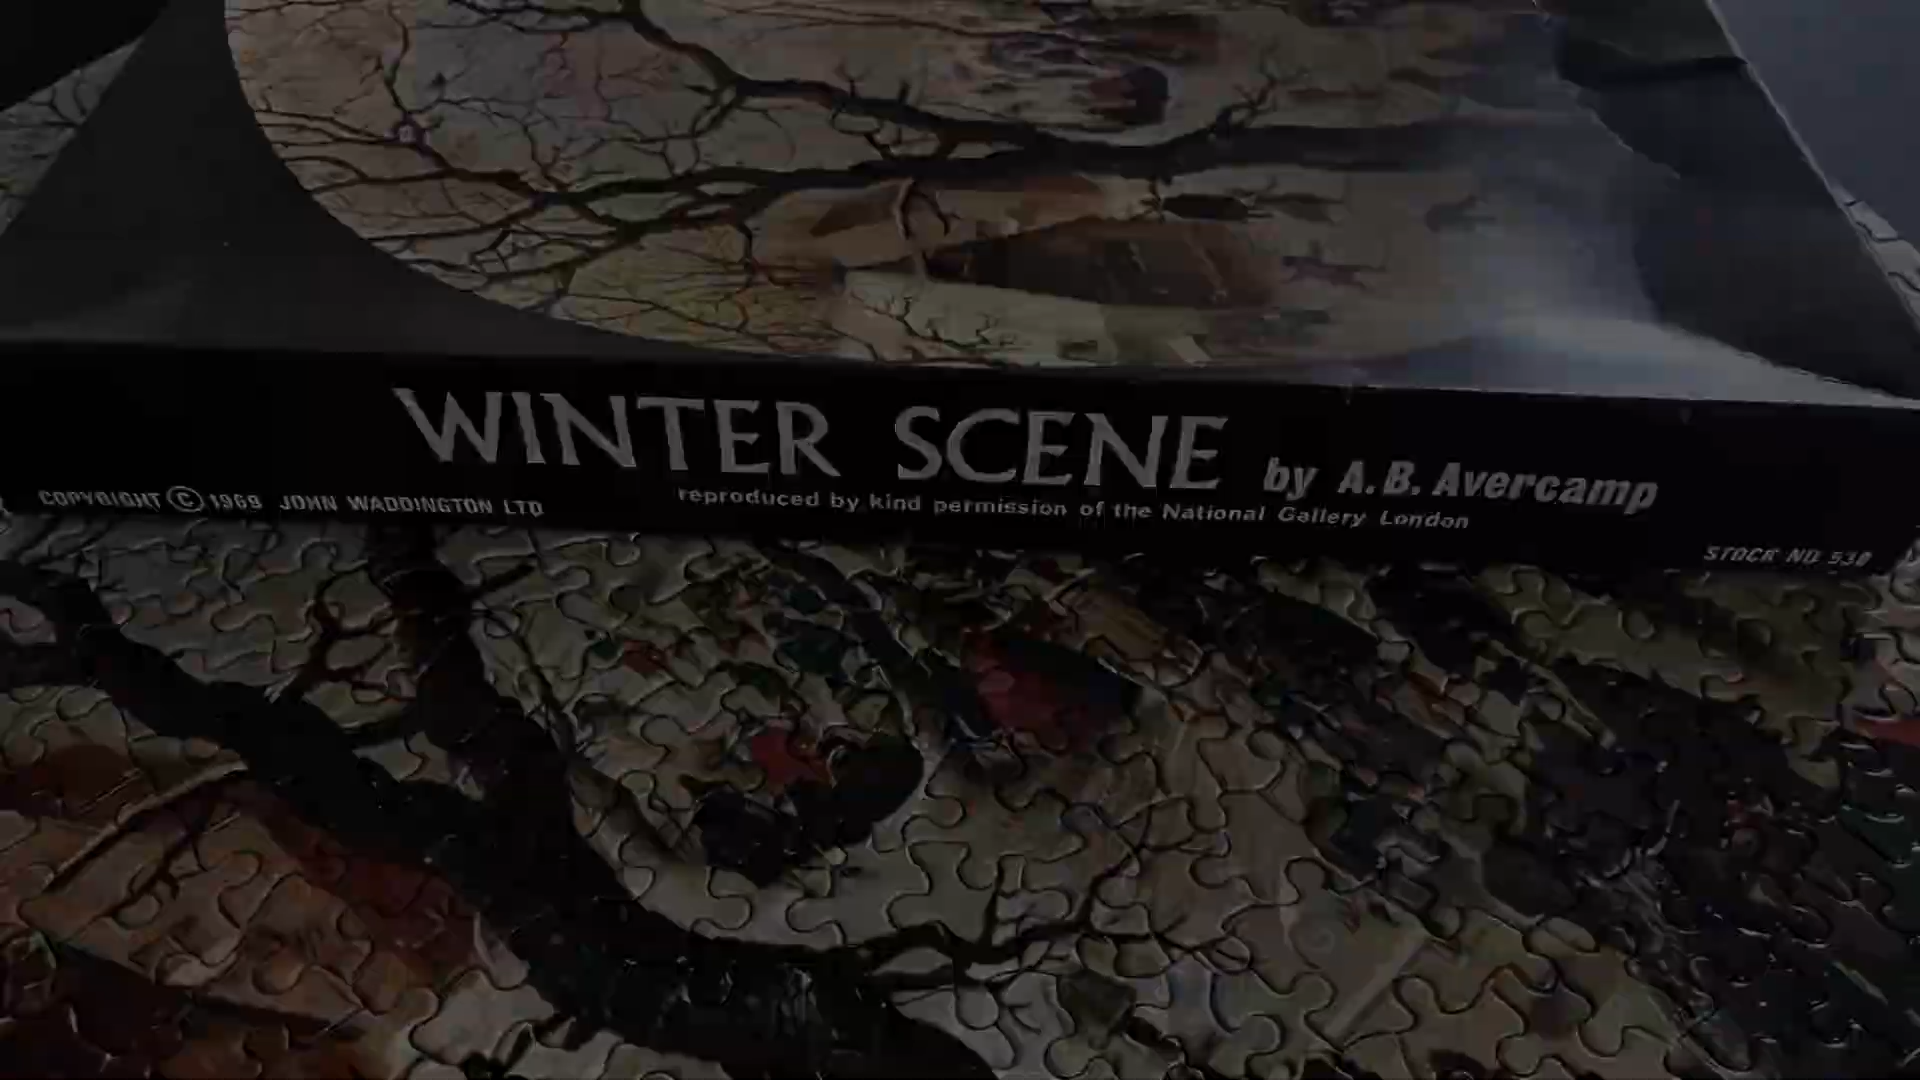 WINTER SCENE by A.B. Avercamp
COPYRIGHT © 1969 JOHN WADDINGTON LTD
reproduced by kind permission of the National Gallery London
STOCK NO 530